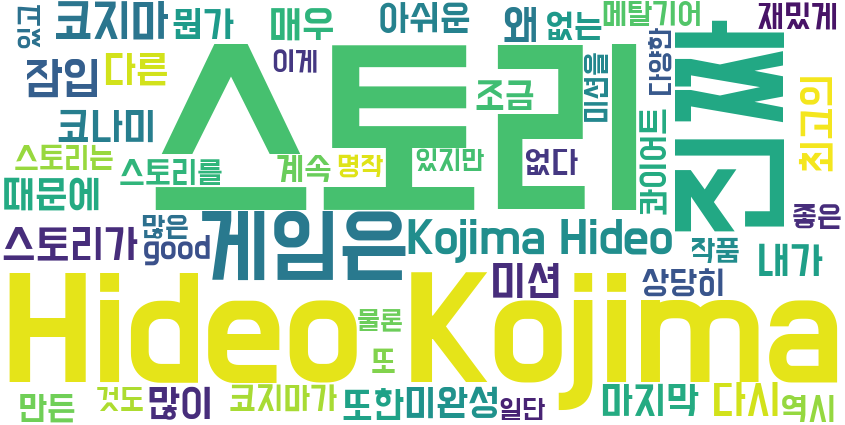 있고
코지마
뭔가
매우
아쉬운
왜
없는
메탈기어
재밌게
잠입
다른
이게
스토리
조금
미션을
다양한
진짜
최고의
코나미
스토리는
스토리를
계속
명작
있지만
없다
콰이어트
때문에
많은
좋은
스토리가
good
게임은
Kojima Hideo
작품
내가
미션
상당히
Hideo Kojima
물론
또
만든
것도
많이
코지마가
또한
미완성
일단
마지막
다시
역시